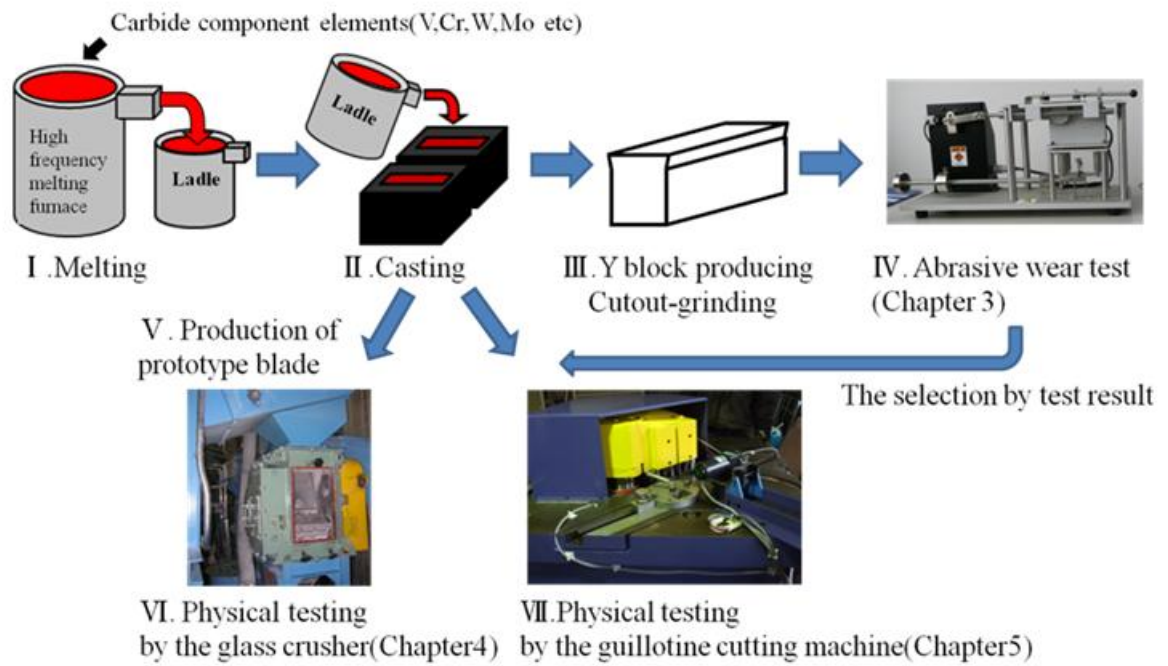 Carbide component elements(V,Cr,W,Mo etc)
High
frequency
melting
furnace
Ladle
Ladle
Ⅰ.Melting
Ⅱ.Casting
Ⅲ.Y block producing
Cutout-grinding
Ⅳ. Abrasive wear test
(Chapter 3)
Ⅴ. Production of
prototype blade
The selection by test result
Ⅵ. Physical testing
by the glass crusher(Chapter4)
Ⅶ.Physical testing
by the guillotine cutting machine(Chapter5)